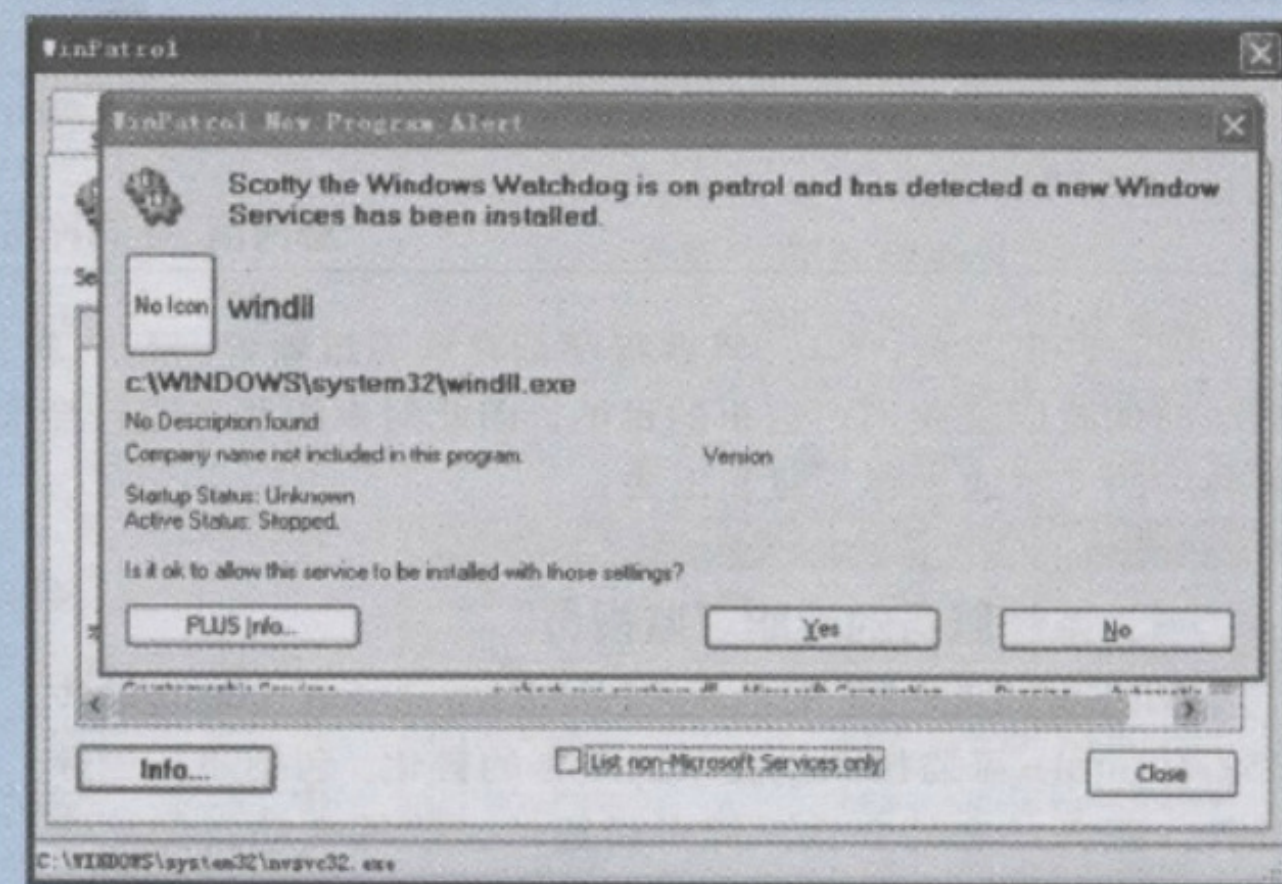 WinPatrol
WinPatrol New Program Alert
Scotty the Windows Watchdog is on patrol and has detected a new Window
Services has been installed.
No Icon
windll
c:\WINDOWS\system32\windll.exe
No Description found
Company name not included in this program.
Version
Startup Status: Unknown
Active Status: Stopped.
Is it ok to allow this service to be installed with those settings?
PLUS Info...
Yes
No
Info...
List non-Microsoft Services only
Close
C:\WINDOWS\system32\nvsvc32.exe